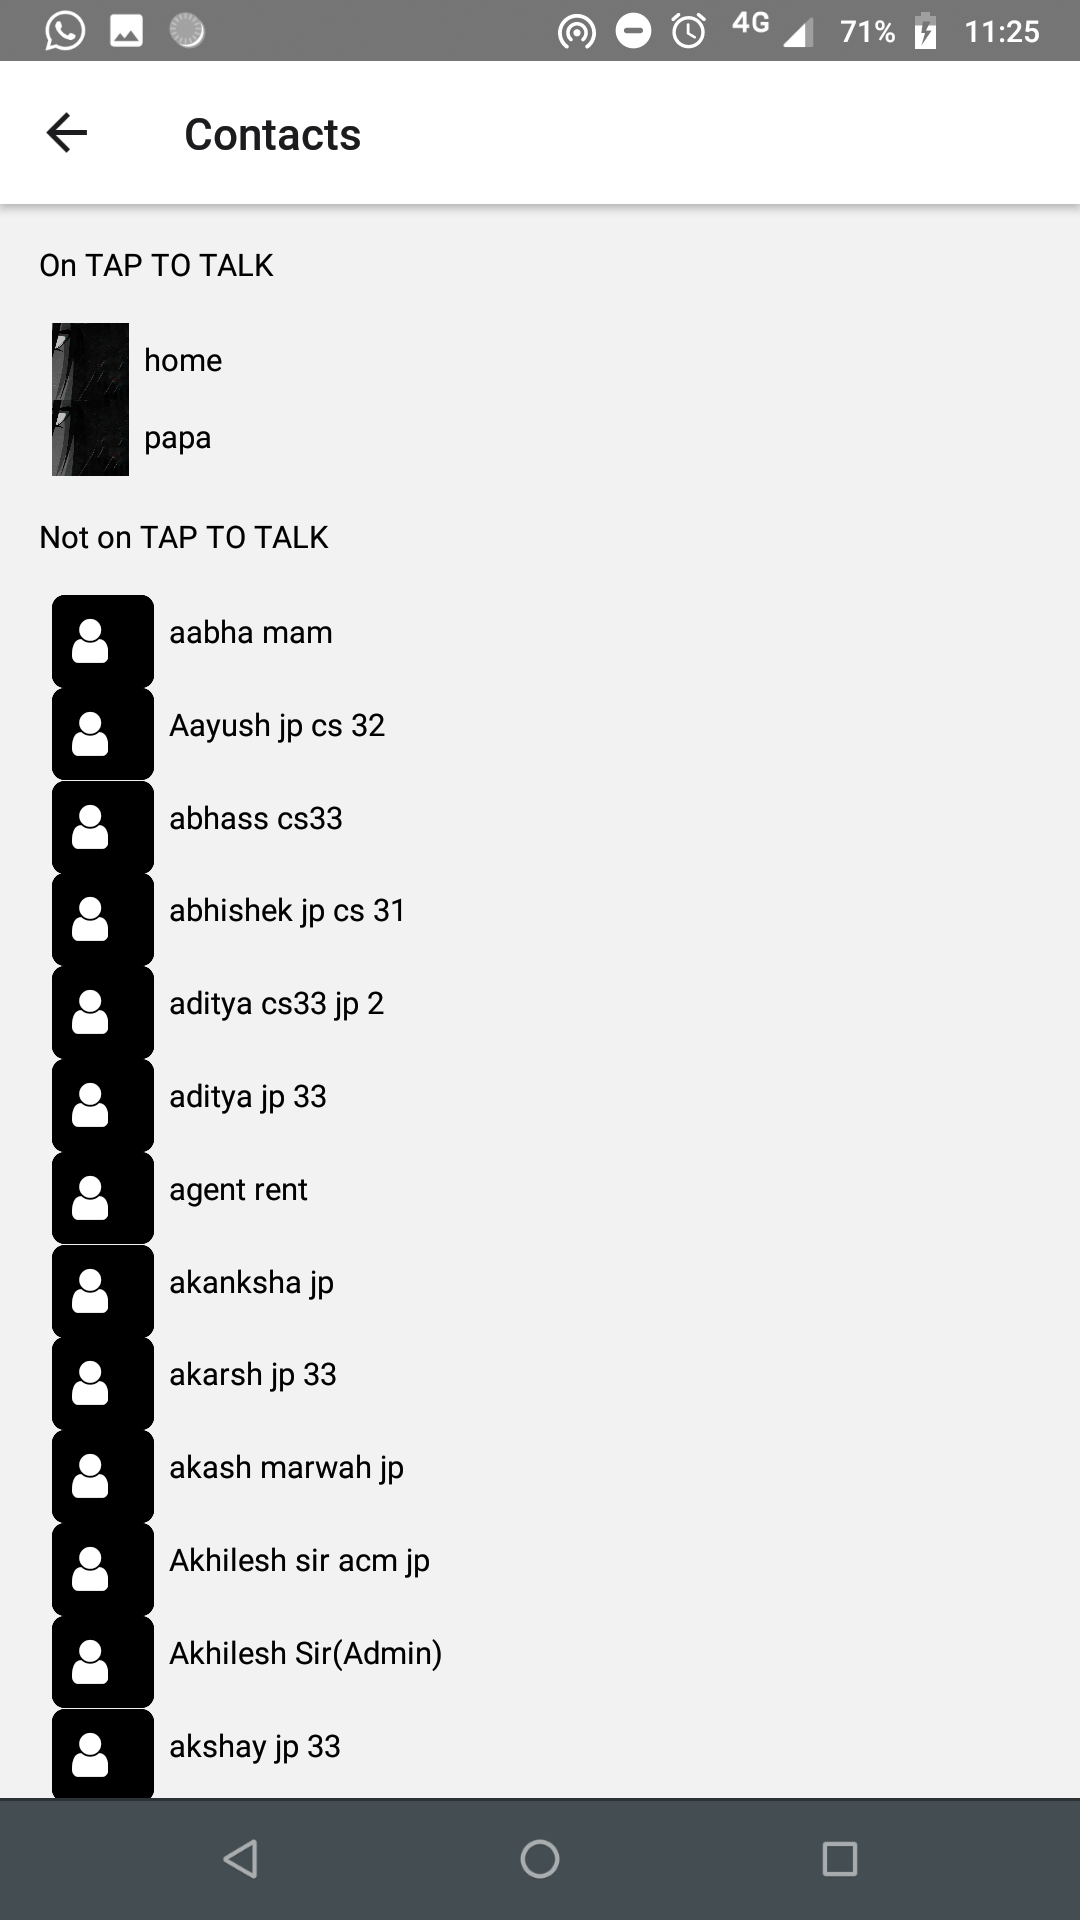 4G 71% 11:25
Contacts
On TAP TO TALK
home
papa
Not on TAP TO TALK
aabha mam
Aayush jp cs 32
abhass cs33
abhishek jp cs 31
aditya cs33 jp 2
aditya jp 33
agent rent
akanksha jp
akarsh jp 33
akash marwah jp
Akhilesh sir acm jp
Akhilesh Sir(Admin)
akshay jp 33